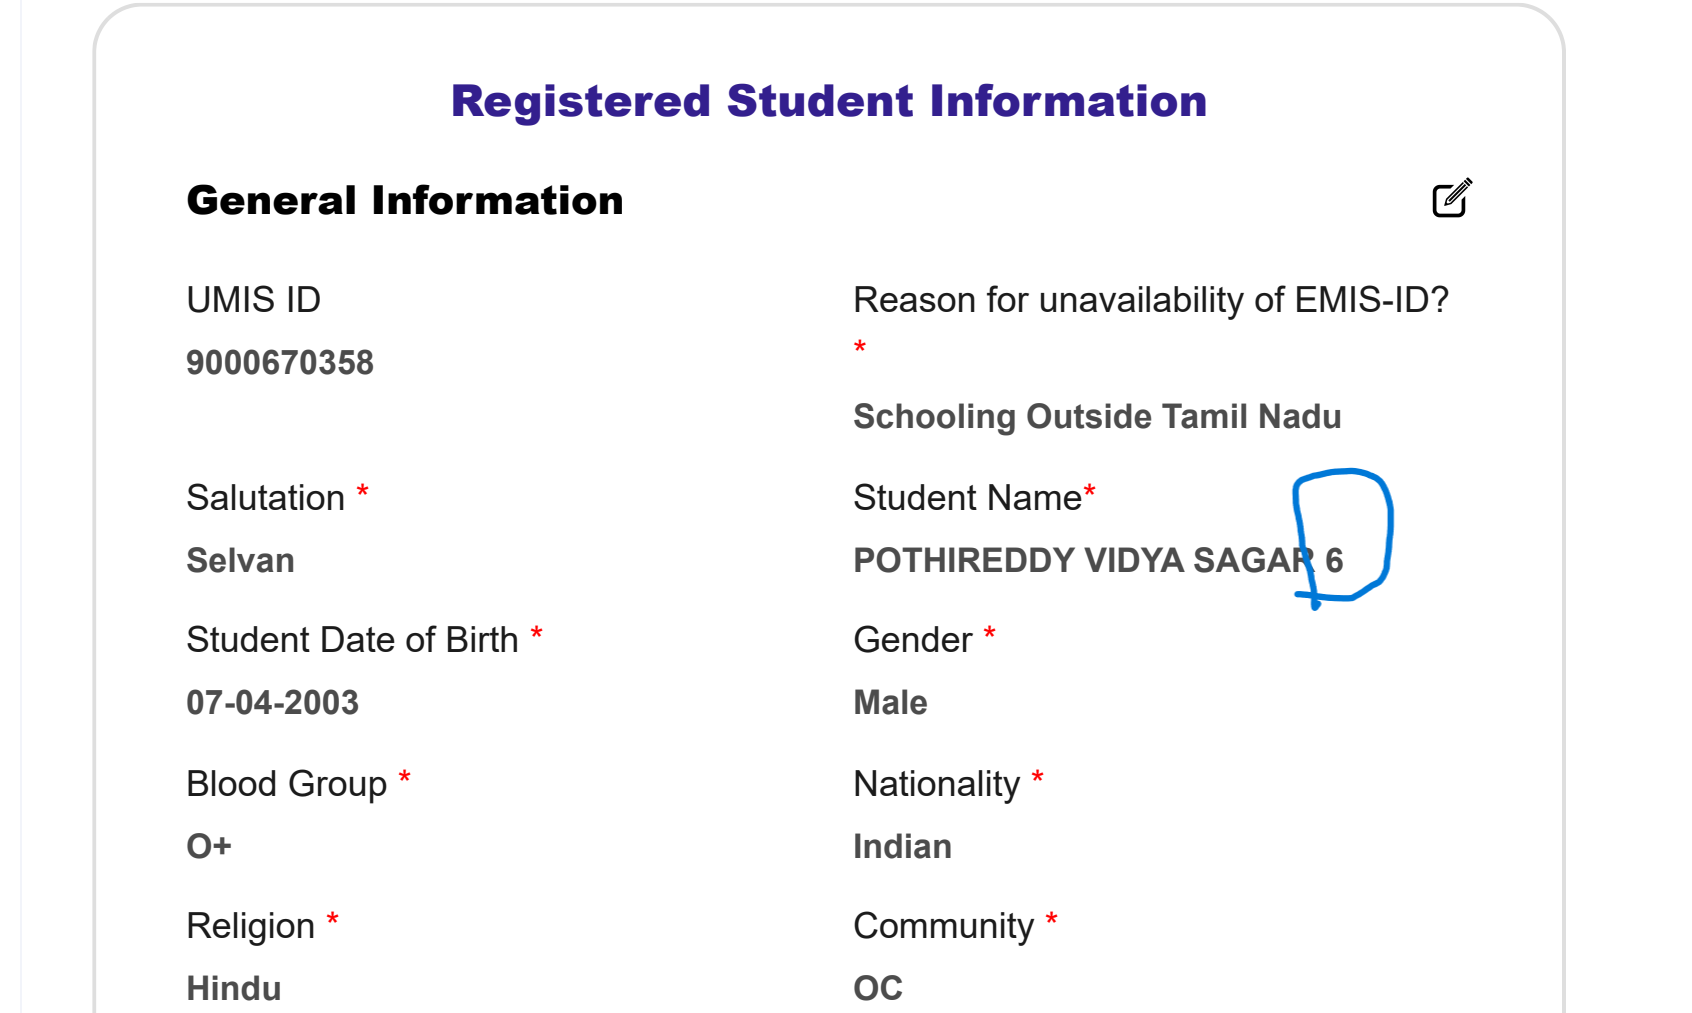 Registered Student Information
General Information
UMIS ID
9000670358
Reason for unavailability of EMIS-ID?
*
Schooling Outside Tamil Nadu
Salutation *
Selvan
Student Name*
POTHIREDDY VIDYA SAGAR 6
Student Date of Birth *
07-04-2003
Gender *
Male
Blood Group *
O+
Nationality *
Indian
Religion *
Hindu
Community *
OC